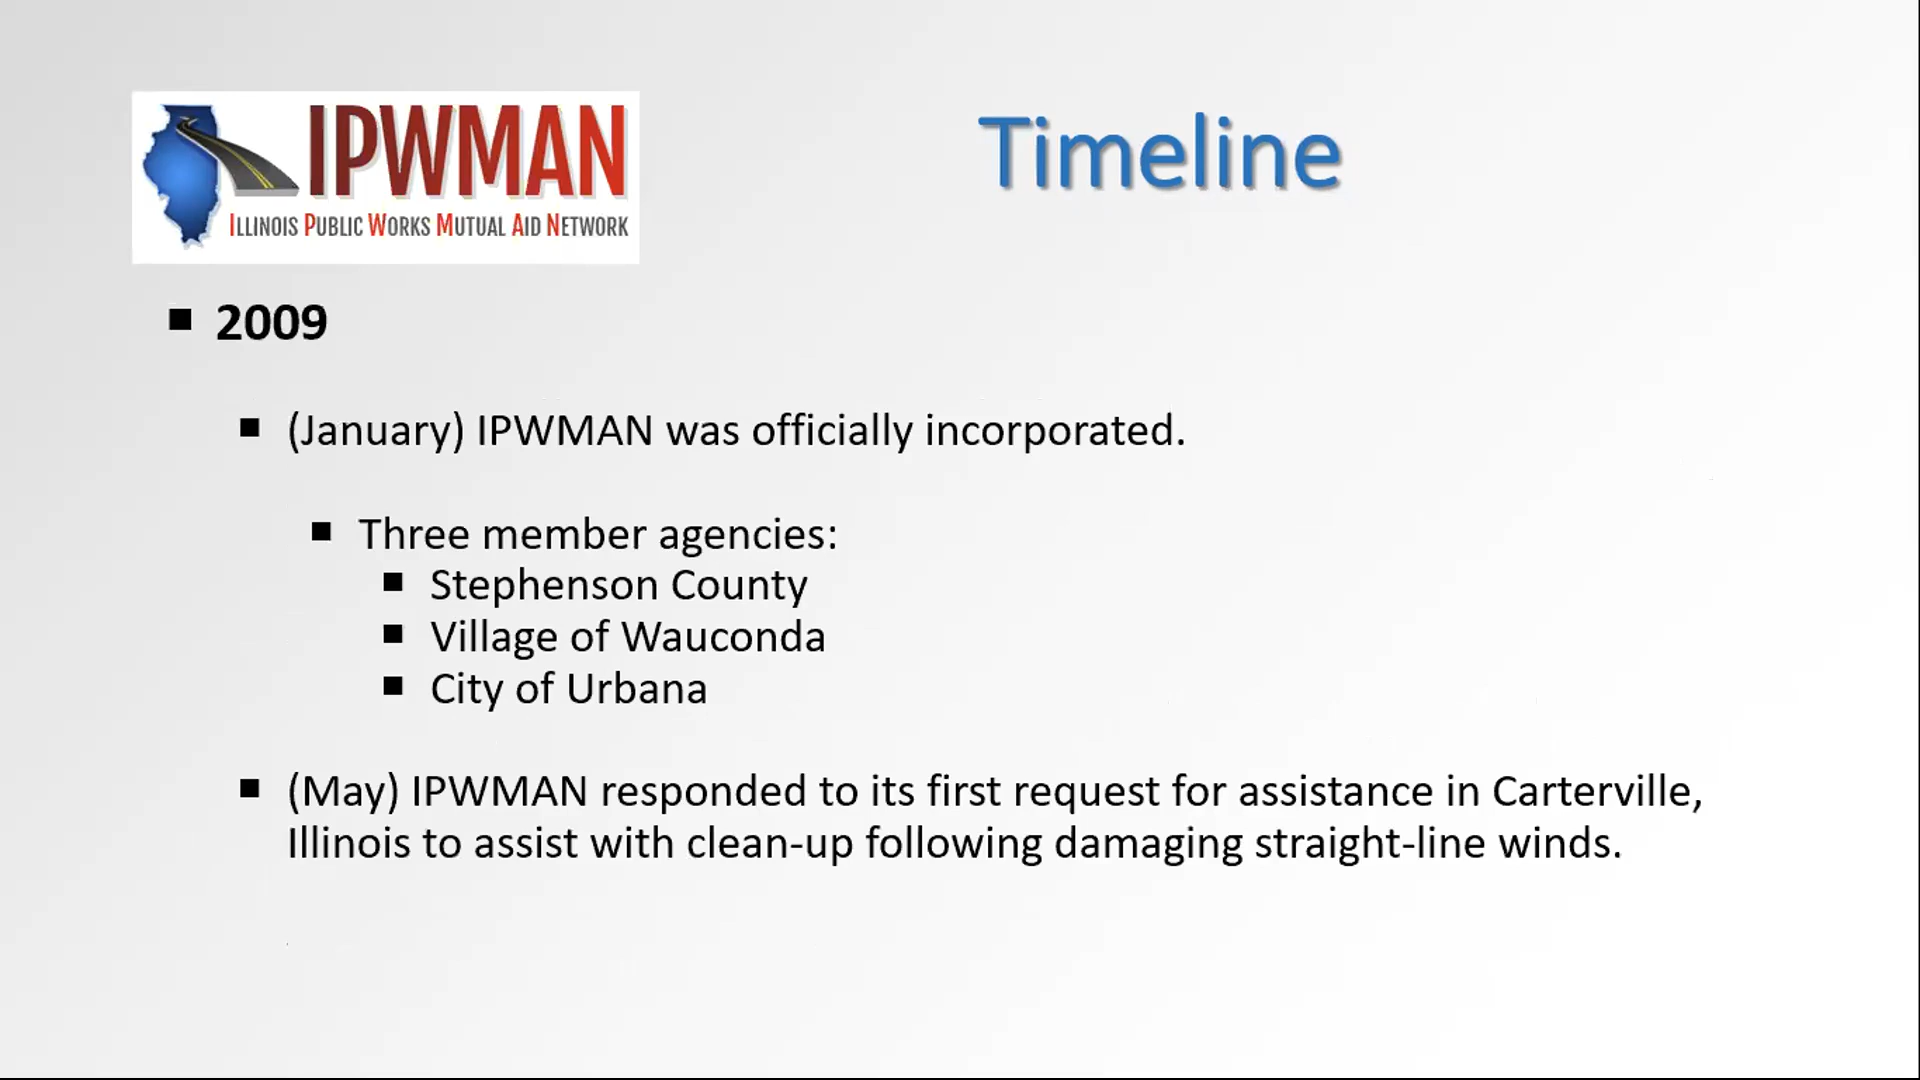 IPWMAN
ILLINOIS PUBLIC WORKS MUTUAL AID NETWORK
Timeline
2009
(January) IPWMAN was officially incorporated.
Three member agencies:
Stephenson County
Village of Wauconda
City of Urbana
(May) IPWMAN responded to its first request for assistance in Carterville,
Illinois to assist with clean-up following damaging straight-line winds.